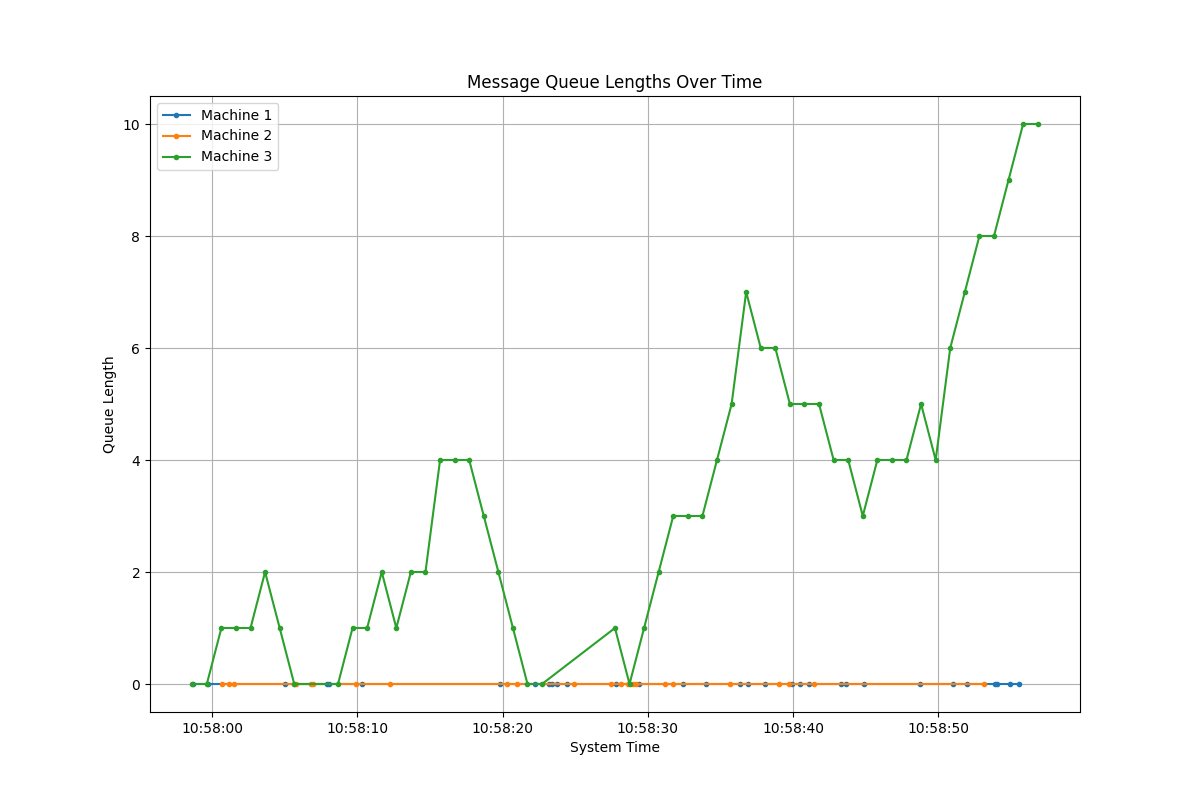 Message Queue Lengths Over Time
Machine 1
Machine 2
Machine 3
10
8
6
4
2
0
Queue Length
10:58:00
10:58:10
10:58:20
10:58:30
10:58:40
10:58:50
System Time